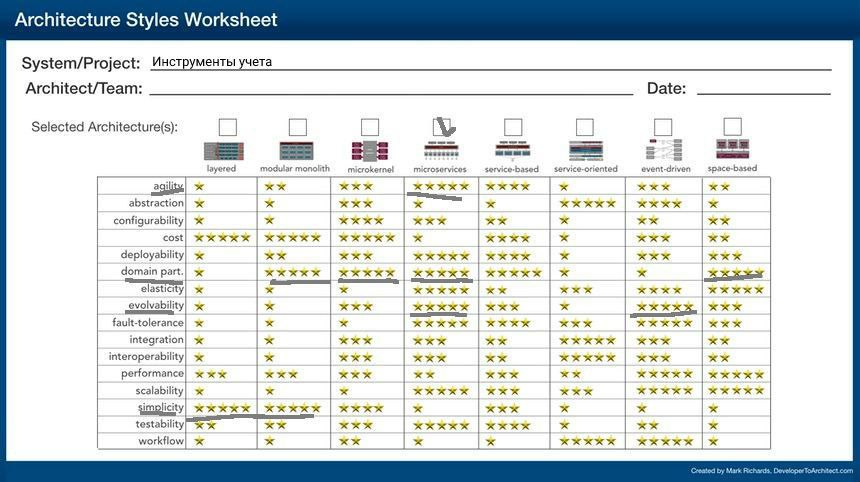 Architecture Styles Worksheet
System/Project: Инструменты учета
Architect/Team: Date:
Selected Architecture(s):
layered modular monolith microkernel microservices service-based service-oriented event-driven space-based
agility
abstraction
configurability
cost
deployability
domain part.
elasticity
evolvability
fault-tolerance
integration
interoperability
performance
scalability
simplicity
testability
workflow
Created by Mark Richards, DeveloperToArchitect.com